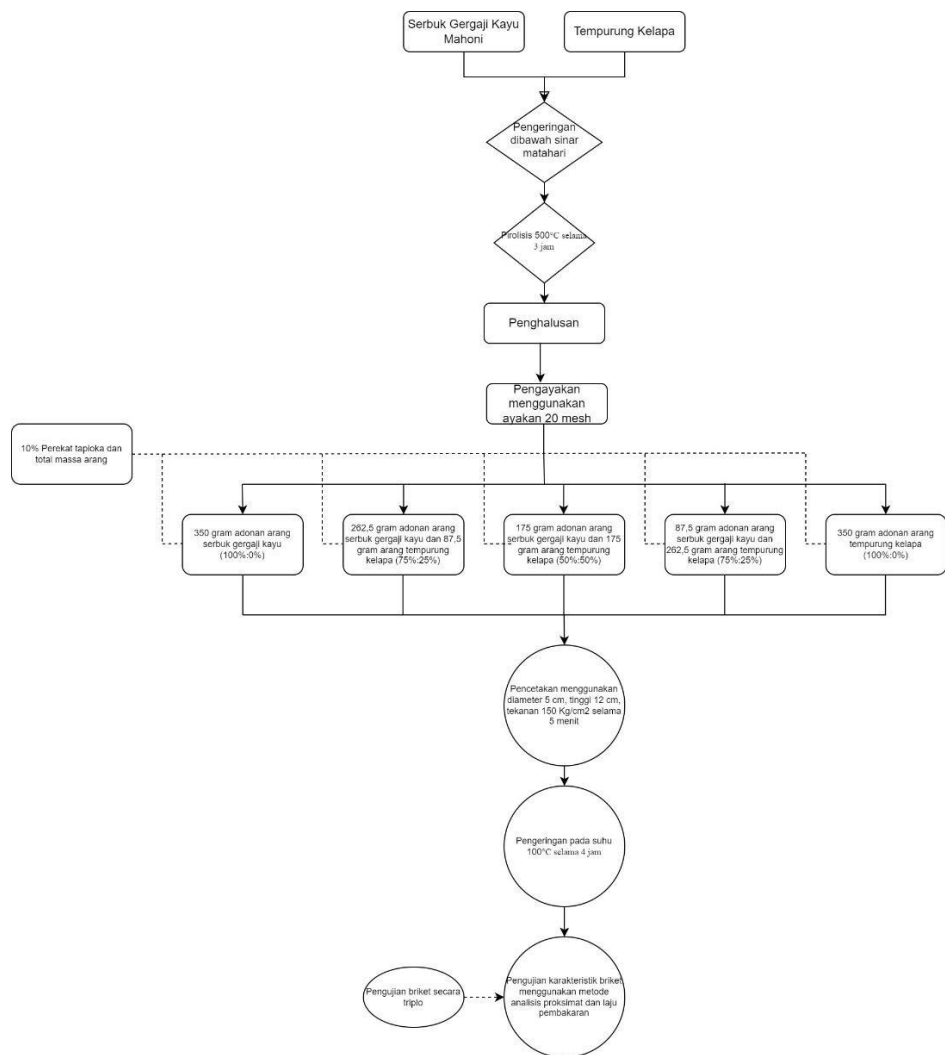 Serbuk Gergaji Kayu
Mahoni
Tempurung Kelapa
Pengeringan
dibawah sinar
matahari
Pirolisis 500°C selama
3 jam
Penghalusan
Pengayakan
menggunakan
ayakan 20 mesh
10% Perekat tapioka dan
total massa arang
350 gram adonan arang
serbuk gergaji kayu
(100%:0%)
262,5 gram adonan arang
serbuk gergaji kayu dan 87,5
gram arang tempurung
kelapa (75%:25%)
175 gram adonan arang
serbuk gergaji kayu dan 175
gram arang tempurung
kelapa (50%:50%)
87,5 gram adonan arang
serbuk gergaji kayu dan
262,5 gram arang tempurung
kelapa (75%:25%)
350 gram adonan arang
tempurung kelapa
(100%:0%)
Pencetakan menggunakan
diameter 5 cm, tinggi 12 cm,
tekanan 150 Kg/cm2 selama
5 menit
Pengeringan pada suhu
100°C selama 4 jam
Pengujian briket secara
triplo
Pengujian karakteristik briket
menggunakan metode
analisis proksimat dan laju
pembakaran